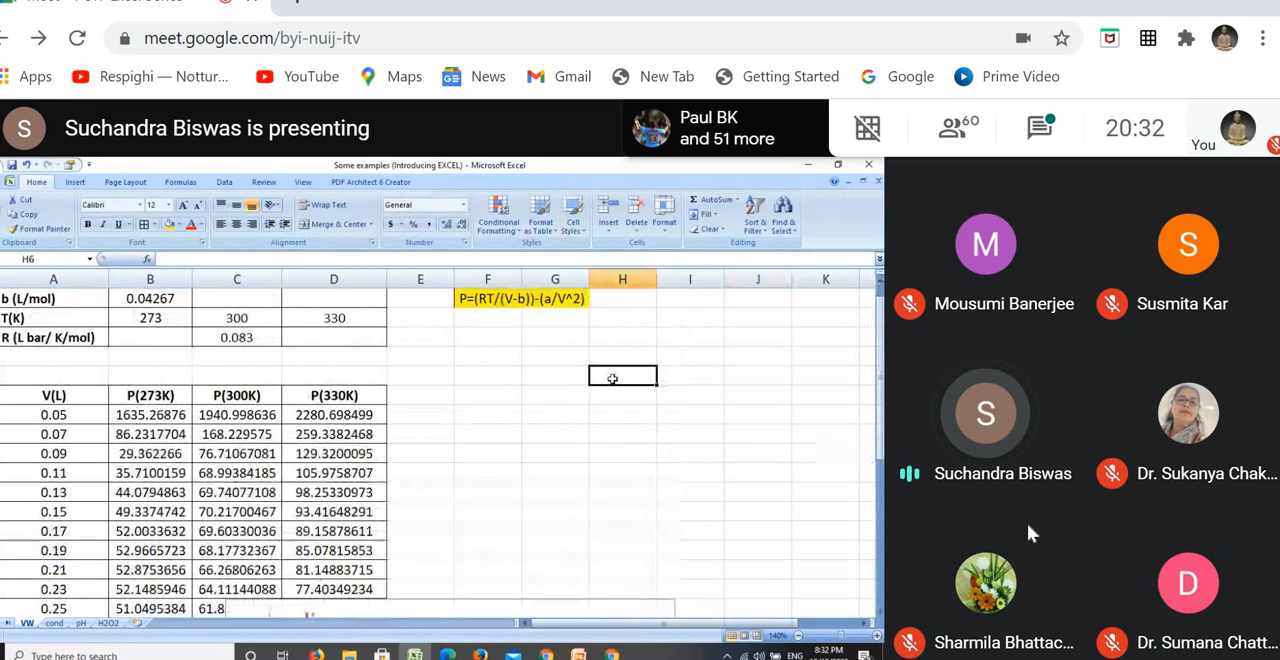 meet.google.com/byi-nuij-itv
Apps Respighi — Nottur... YouTube Maps News Gmail New Tab Getting Started Google Prime Video
S Suchandra Biswas is presenting
Paul BK
and 51 more
60
20:32
You
Some examples (Introducing EXCEL) - Microsoft Excel
Home Insert Page Layout Formulas Data Review View PDF Architect 6 Creator
Cut
Copy
Format Painter
Calibri 12
B I U
Wrap Text
Merge & Center
General
$ % ,
Conditional Formatting
Format as Table
Cell Styles
Insert Delete Format
AutoSum
Fill
Clear
Sort & Filter
Find & Select
Clipboard Font Alignment Number Styles Cells Editing
H6 fx
A B C D E F G H I J K
b (L/mol) 0.04267 P=(RT/(V-b))-(a/V^2)
T(K) 273 300 330
R (L bar/ K/mol) 0.083
V(L) P(273K) P(300K) P(330K)
0.05 1635.26876 1940.998636 2280.698499
0.07 86.2317704 168.229575 259.3382468
0.09 29.362266 76.71067081 129.3200095
0.11 35.7100159 68.99384185 105.9758707
0.13 44.0794863 69.74077108 98.25330973
0.15 49.3374742 70.21700467 93.41648291
0.17 52.0033632 69.60330036 89.15878611
0.19 52.9665723 68.17732367 85.07815853
0.21 52.8753656 66.26806263 81.14883715
0.23 52.1485946 64.11144088 77.40349234
0.25 51.0495384 61.8
VW cond pH H2O2
140%
Type here to search
ENG
8:32 PM
M
Mousumi Banerjee
S
Susmita Kar
S
Suchandra Biswas
Dr. Sukanya Chak...
Sharmila Bhattac...
D
Dr. Sumana Chatt...